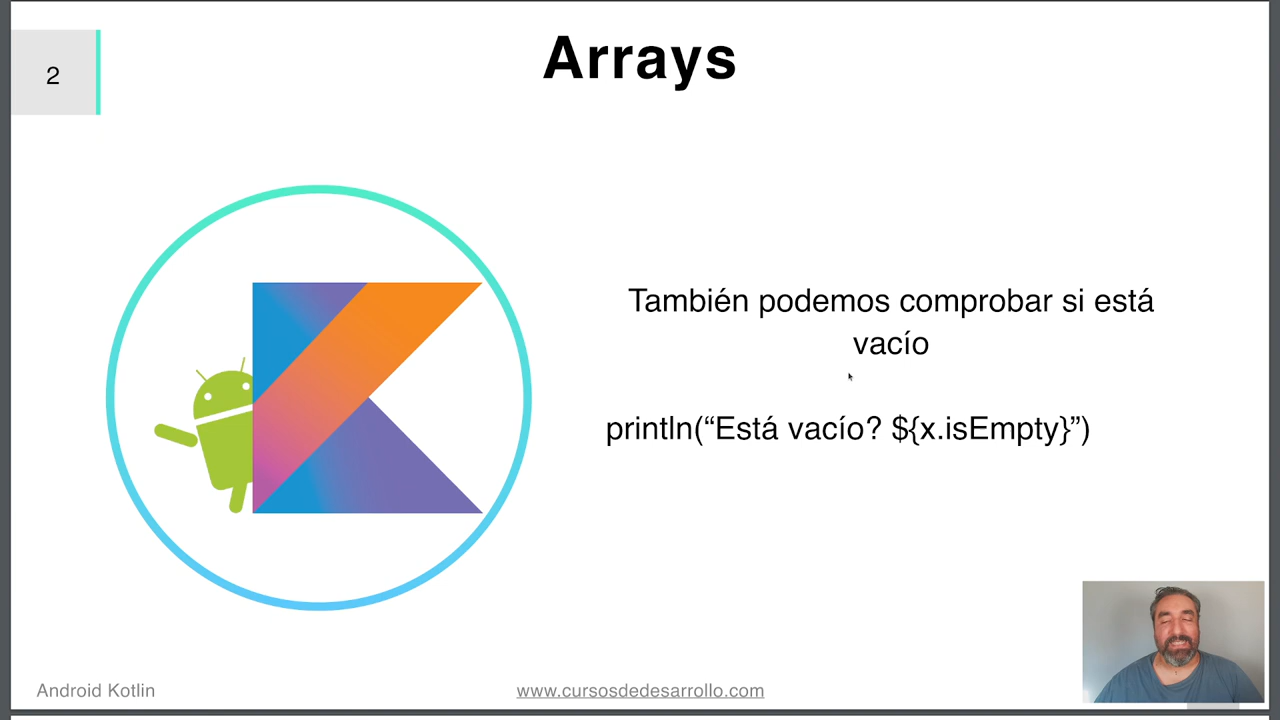 Arrays
2
También podemos comprobar si está
vacío
println(“Está vacío? ${x.isEmpty}”)
Android Kotlin
www.cursosdedesarrollo.com